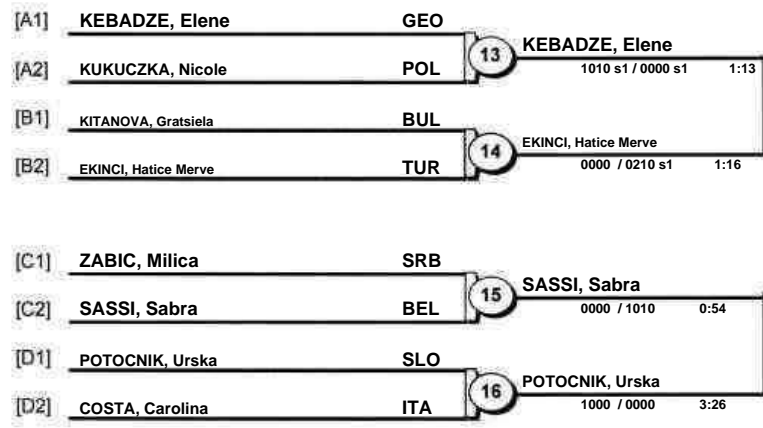 [A1] KEBADZE, Elene GEO
13 KEBADZE, Elene
[A2] KUKUCZKA, Nicole POL
1010 s1 / 0000 s1 1:13
[B1] KITANOVA, Gratsiela BUL
14 EKINCI, Hatice Merve
[B2] EKINCI, Hatice Merve TUR
0000 / 0210 s1 1:16
[C1] ZABIC, Milica SRB
15 SASSI, Sabra
[C2] SASSI, Sabra BEL
0000 / 1010 0:54
[D1] POTOCNIK, Urska SLO
16 POTOCNIK, Urska
[D2] COSTA, Carolina ITA
1000 / 0000 3:26